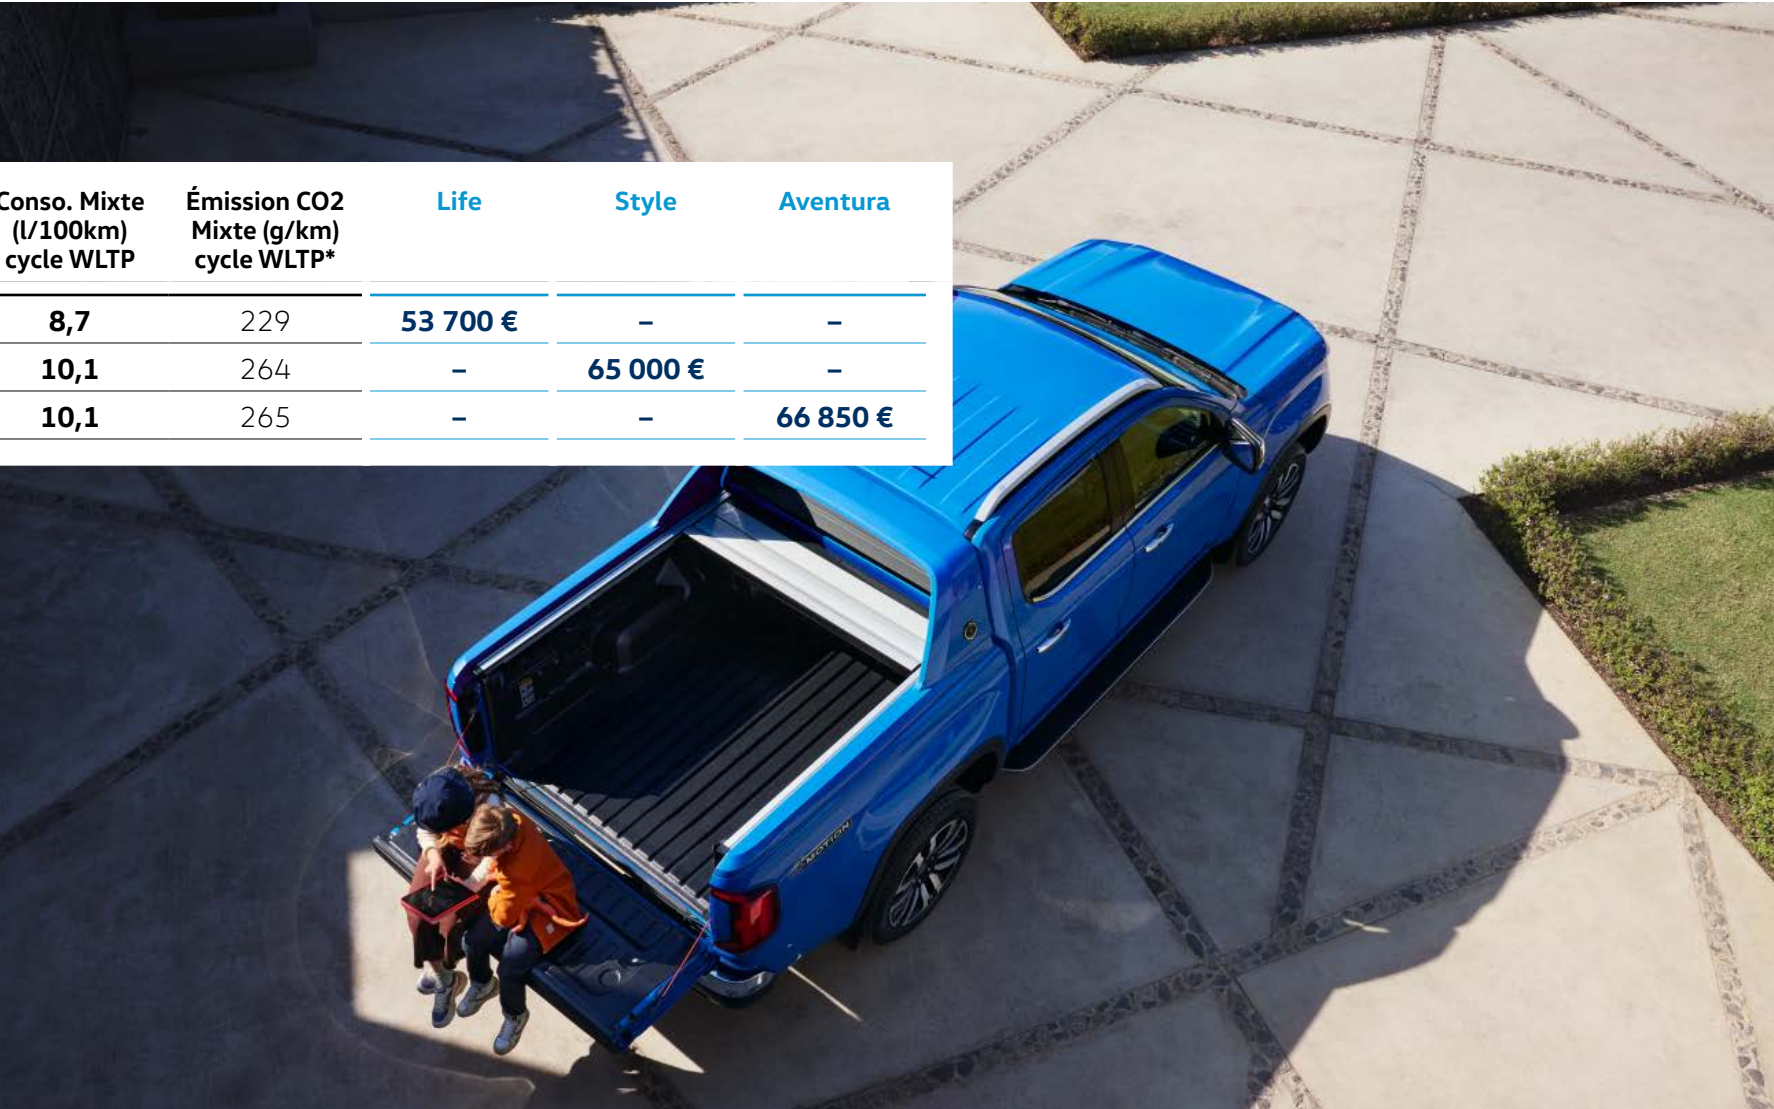 Conso. Mixte Émission CO2 Life Style Aventura
(l/100km) Mixte (g/km)
cycle WLTP cycle WLTP*
8,7 229 53 700 € – –
10,1 264 – 65 000 € –
10,1 265 – – 66 850 €
4MOTION